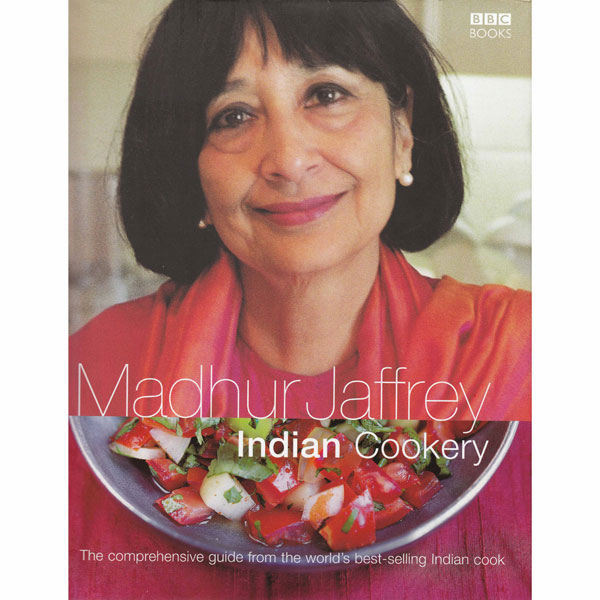 BBC
BOOKS
Madhur Jaffrey
Indian Cookery
The comprehensive guide from the world's best-selling Indian cook